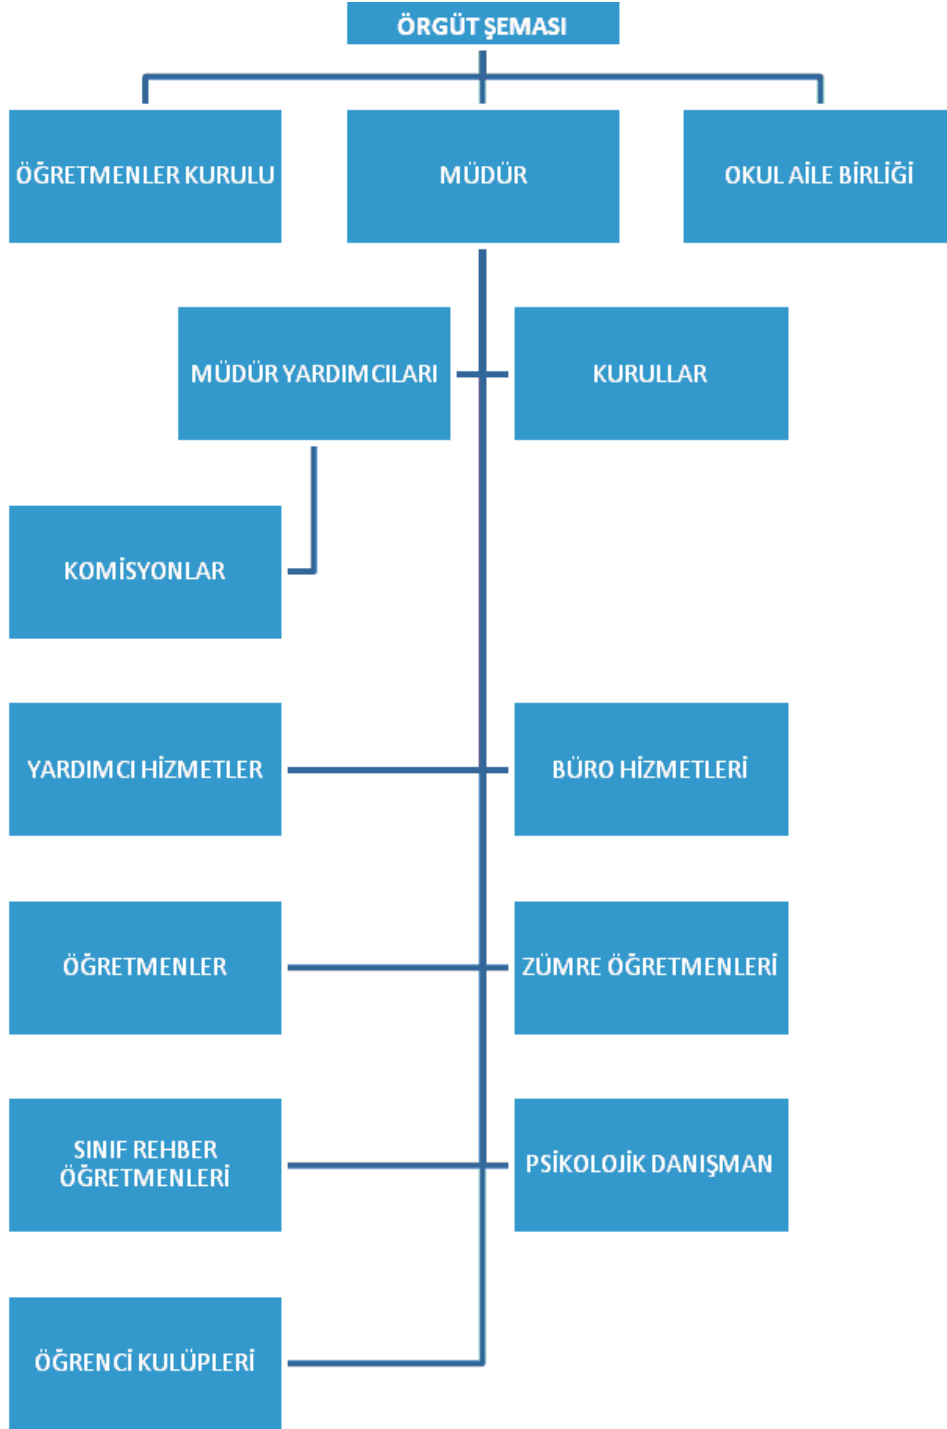 ÖRGÜT ŞEMASI
ÖĞRETMENLER KURULU
MÜDÜR
OKUL AİLE BİRLİĞİ
MÜDÜR YARDIMCILARI
KURULLAR
KOMİSYONLAR
YARDIMCI HİZMETLER
BÜRO HİZMETLERİ
ÖĞRETMENLER
ZÜMRE ÖĞRETMENLERİ
SINIF REHBER
ÖĞRETMENLERİ
PSİKOLOJİK DANIŞMAN
ÖĞRENCİ KULÜPLERİ